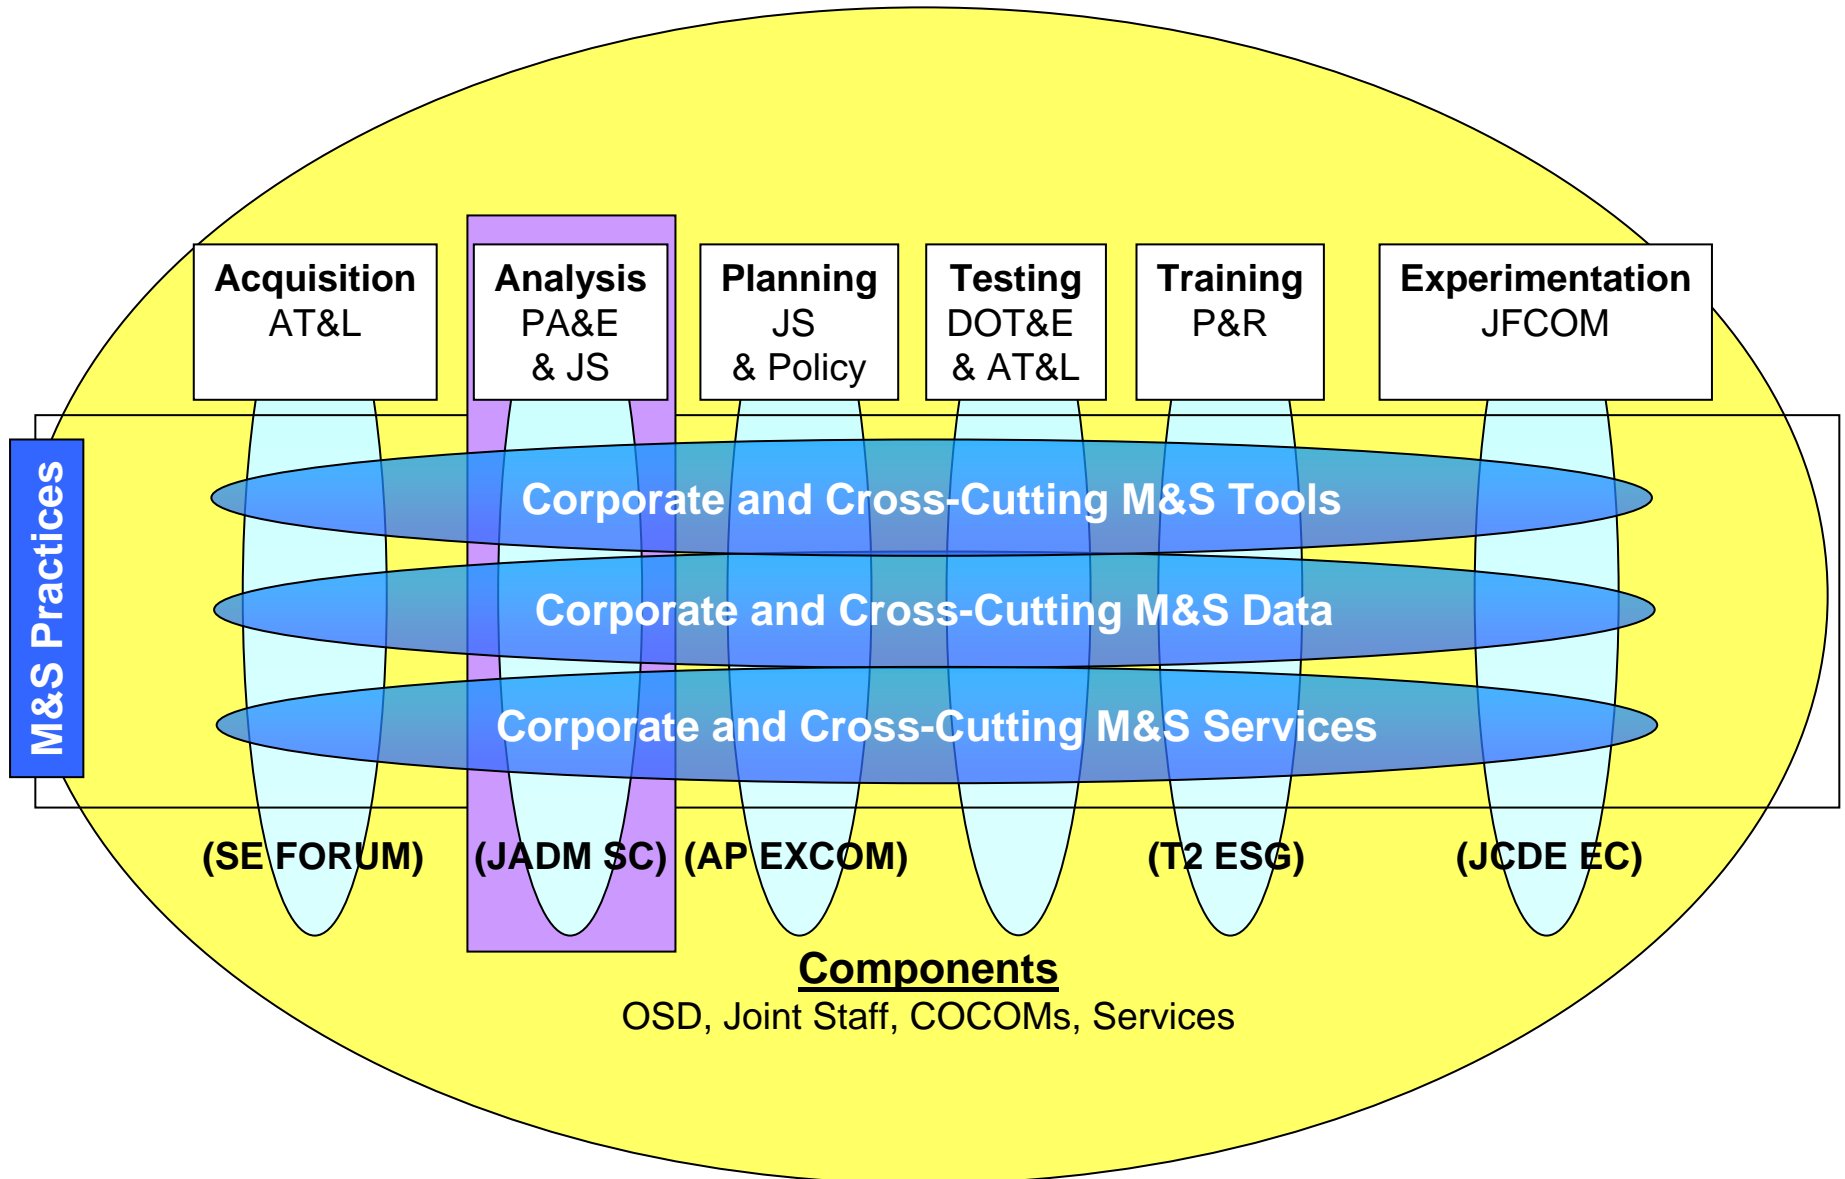 Acquisition
AT&L
Analysis
PA&E
& JS
Planning
JS
& Policy
Testing
DOT&E
& AT&L
Training
P&R
Experimentation
JFCOM
M&S Practices
Corporate and Cross-Cutting M&S Tools
Corporate and Cross-Cutting M&S Data
Corporate and Cross-Cutting M&S Services
(SE FORUM)
(JADM SC)
(AP EXCOM)
(T2 ESG)
(JCDE EC)
Components
OSD, Joint Staff, COCOMs, Services